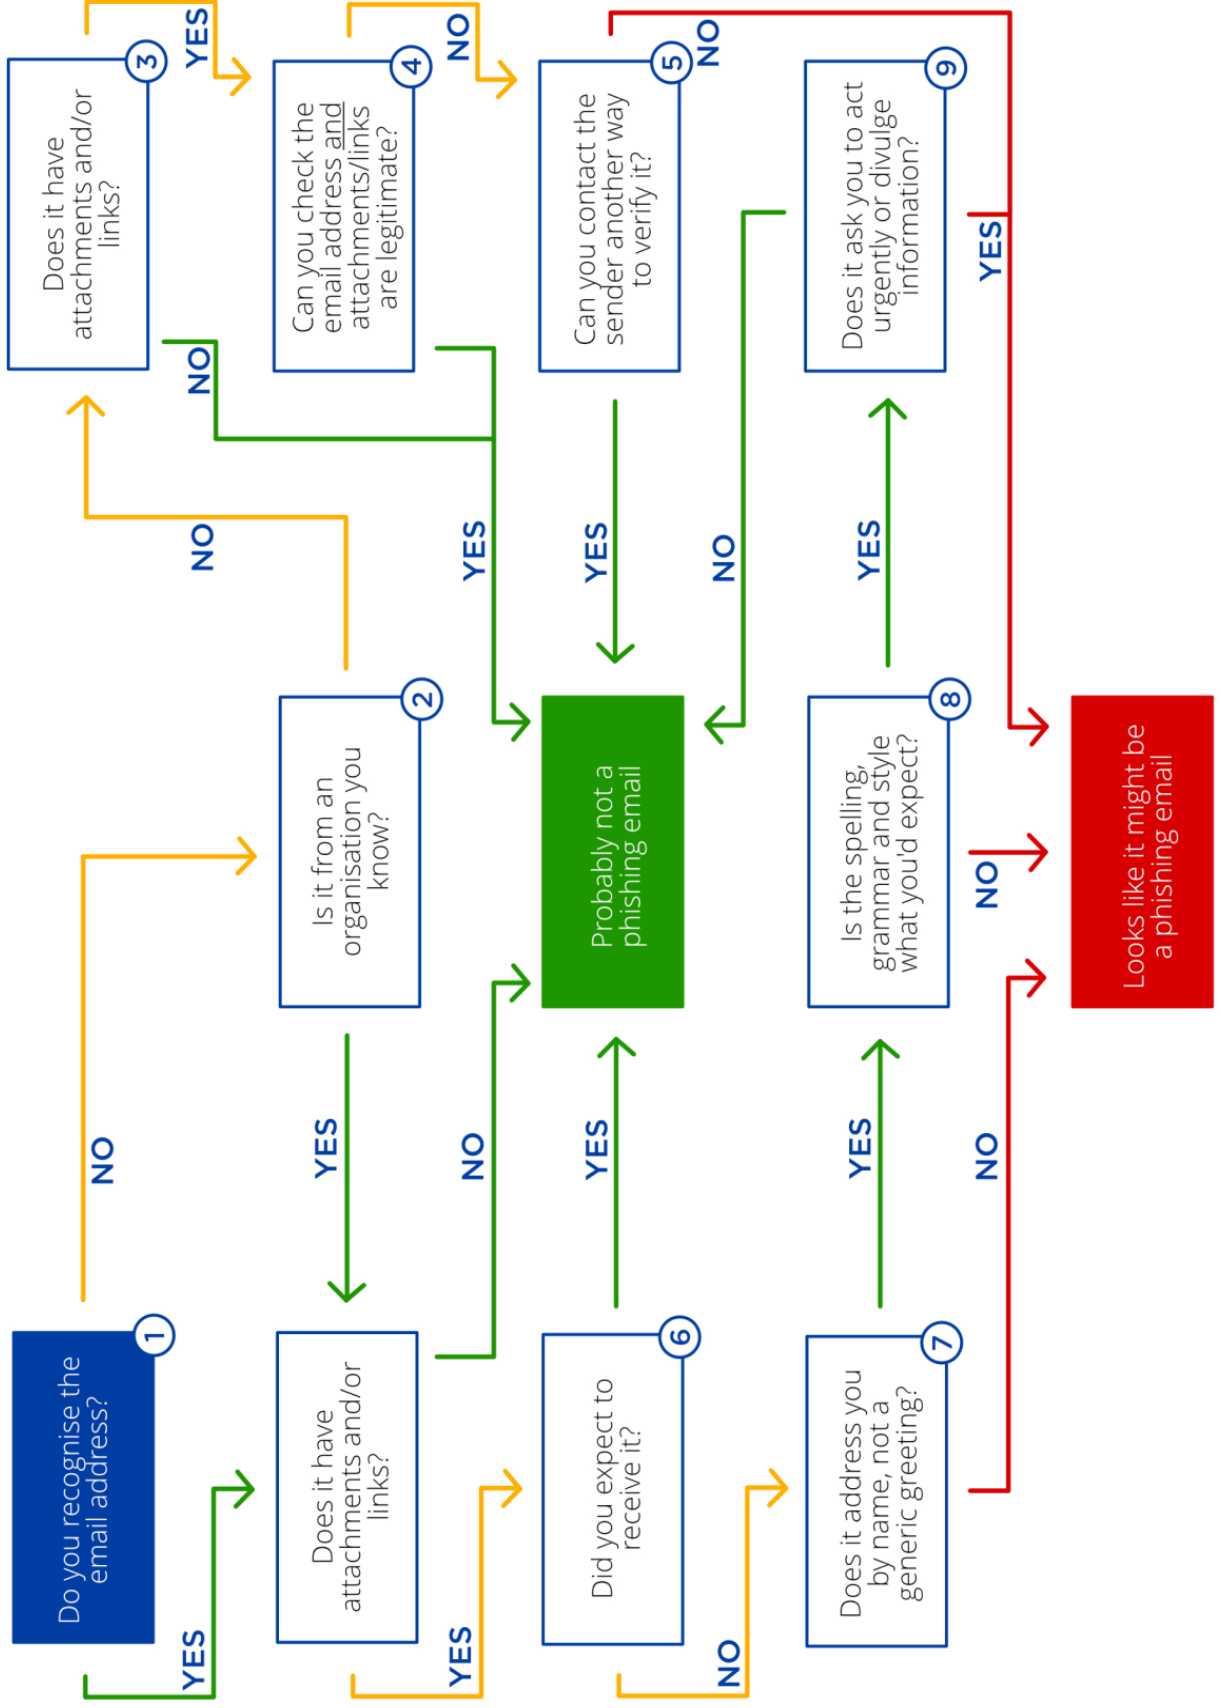 Do you recognise the
email address?
1
NO
Does it have
attachments and/or
links?
3
YES
NO
NO
YES
Does it have
attachments and/or
links?
YES
Is it from an
organisation you
know?
2
Can you check the
email address and
attachments/links
are legitimate?
4
YES
NO
YES
NO
Did you expect to
receive it?
6
YES
Probably not a
phishing email
YES
Can you contact the
sender another way
to verify it?
5
NO
NO
NO
Does it address you
by name, not a
generic greeting?
7
YES
Is the spelling,
grammar and style
what you'd expect?
8
YES
Does it ask you to act
urgently or divulge
information?
9
NO
NO
YES
Looks like it might be
a phishing email